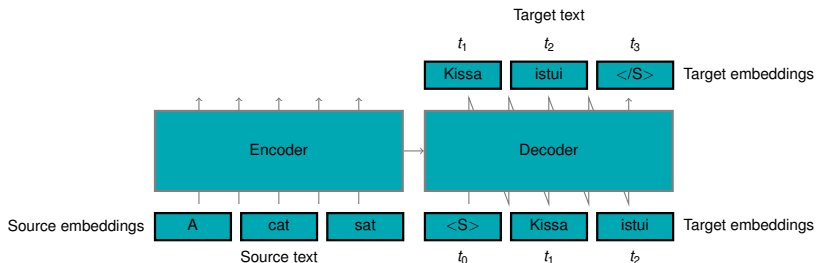 Target text
t1 t2 t3
Kissa istui </S> Target embeddings
Encoder Decoder
Source embeddings A cat sat <S> Kissa istui Target embeddings
Source text t0 t1 t2